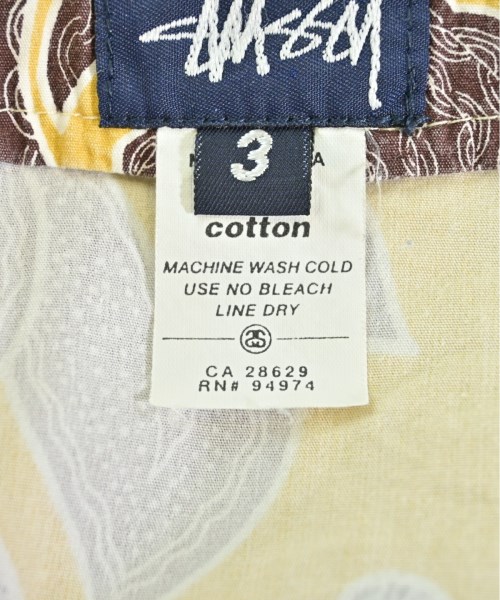 STUSSY
3
cotton
MACHINE WASH COLD
USE NO BLEACH
LINE DRY
CA 28629
RN# 94974